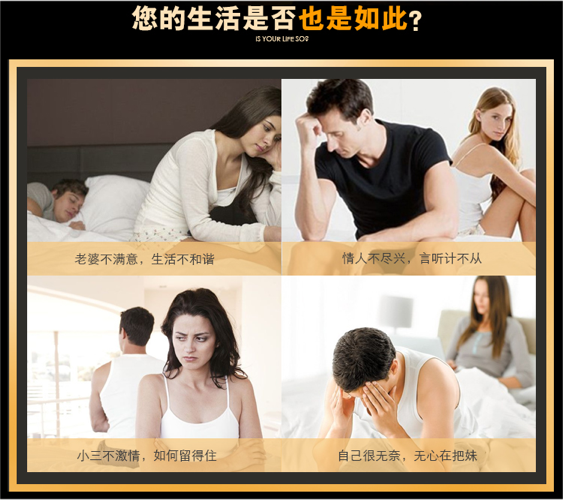 您的生活是否也是如此?
IS YOUR LIFE SO?
老婆不满意，生活不和谐
情人不尽兴，言听计不从
小三不激情，如何留得住
自己很无奈，无心在把妹